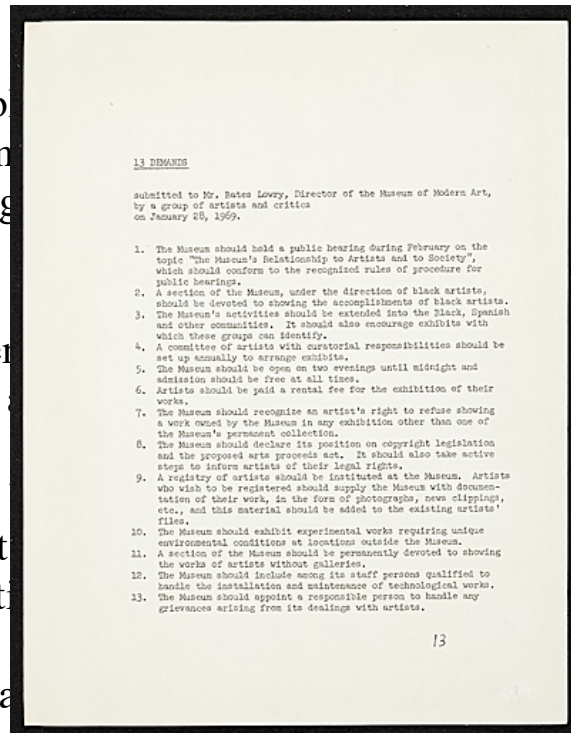 13 DEMANDS
submitted to Mr. Bates Lowry, Director of the Museum of Modern Art,
by a group of artists and critics
on January 28, 1969.
1. The Museum should hold a public hearing during February on the
topic "The Museum's Relationship to Artists and to Society",
which should conform to the recognized rules of procedure for
public hearings.
2. A section of the Museum, under the direction of black artists,
should be devoted to showing the accomplishments of black artists.
3. The Museum's activities should be extended into the Black, Spanish
and other communities. It should also encourage exhibits with
which these groups can identify.
4. A committee of artists with curatorial responsibilities should be
set up annually to arrange exhibits.
5. The Museum should be open on two evenings until midnight and
admission should be free at all times.
6. Artists should be paid a rental fee for the exhibition of their
works.
7. The Museum should recognize an artist's right to refuse showing
a work owned by the Museum in any exhibition other than one of
the Museum's permanent collection.
8. The Museum should declare its position on copyright legislation
and the proposed arts proceeds act. It should also take active
steps to inform artists of their legal rights.
9. A registry of artists should be instituted at the Museum. Artists
who wish to be registered should supply the Museum with documen-
tation of their work, in the form of photographs, news clippings,
etc., and this material should be added to the existing artists'
files.
10. The Museum should exhibit experimental works requiring unique
environmental conditions at locations outside the Museum.
11. A section of the Museum should be permanently devoted to showing
the works of artists without galleries.
12. The Museum should include among its staff persons qualified to
handle the installation and maintenance of technological works.
13. The Museum should appoint a responsible person to handle any
grievances arising from its dealings with artists.
13